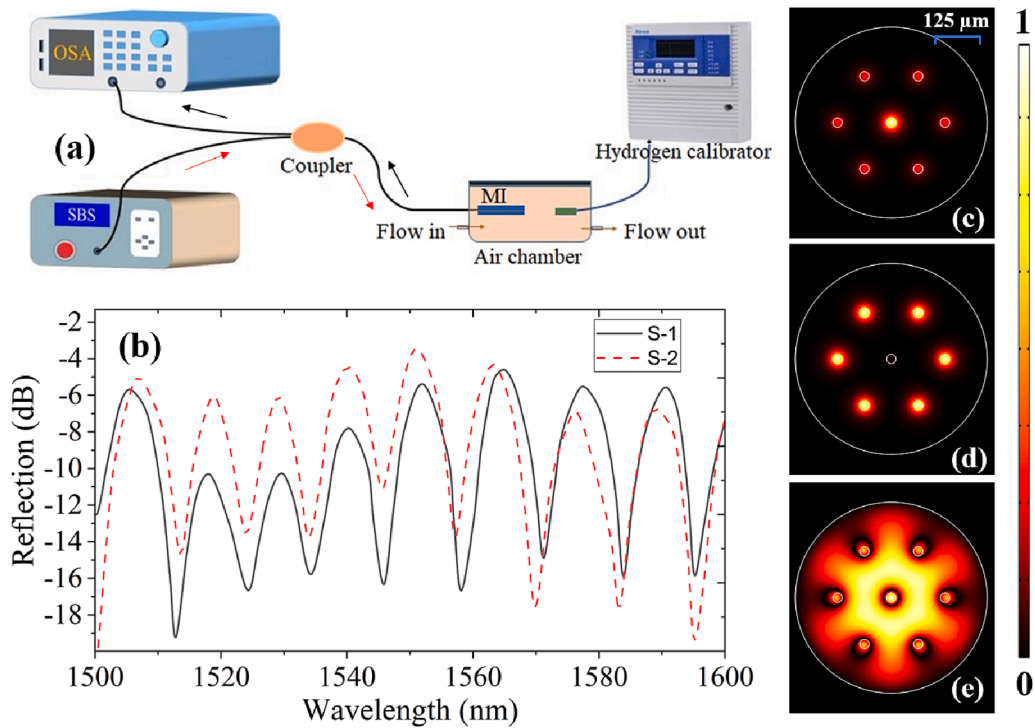 OSA
(a)
Coupler
SBS
MI
Flow in
Flow out
Air chamber
Hydrogen calibrator
(b)
S-1
S-2
Reflection (dB)
-2
-4
-6
-8
-10
-12
-14
-16
-18
1500
1520
1540
1560
1580
1600
Wavelength (nm)
125 μm
(c)
(d)
(e)
1
0